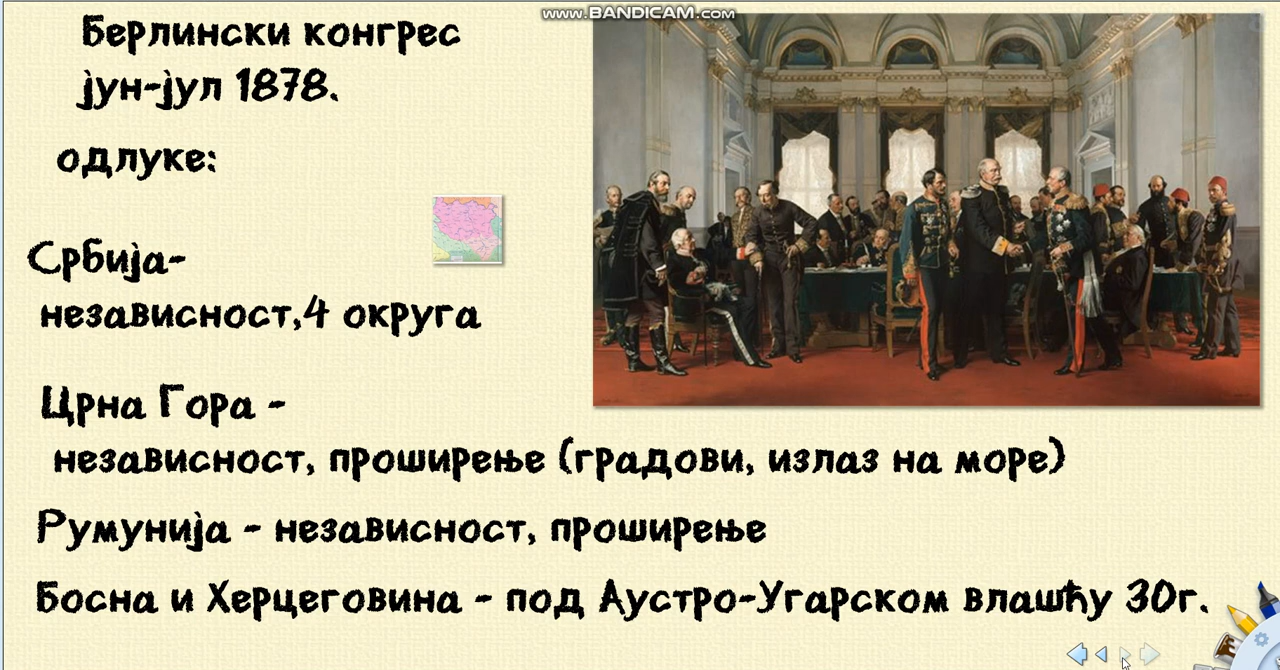 www.BANDICAM.com
Берлински конгрес
јун-јул 1878.
одлуке:
Србија-
независност,4 округа
Црна Гора -
независност, проширење (градови, излаз на море)
Румунија - независност, проширење
Босна и Херцеговина - под Аустро-Угарском влашћу 30г.